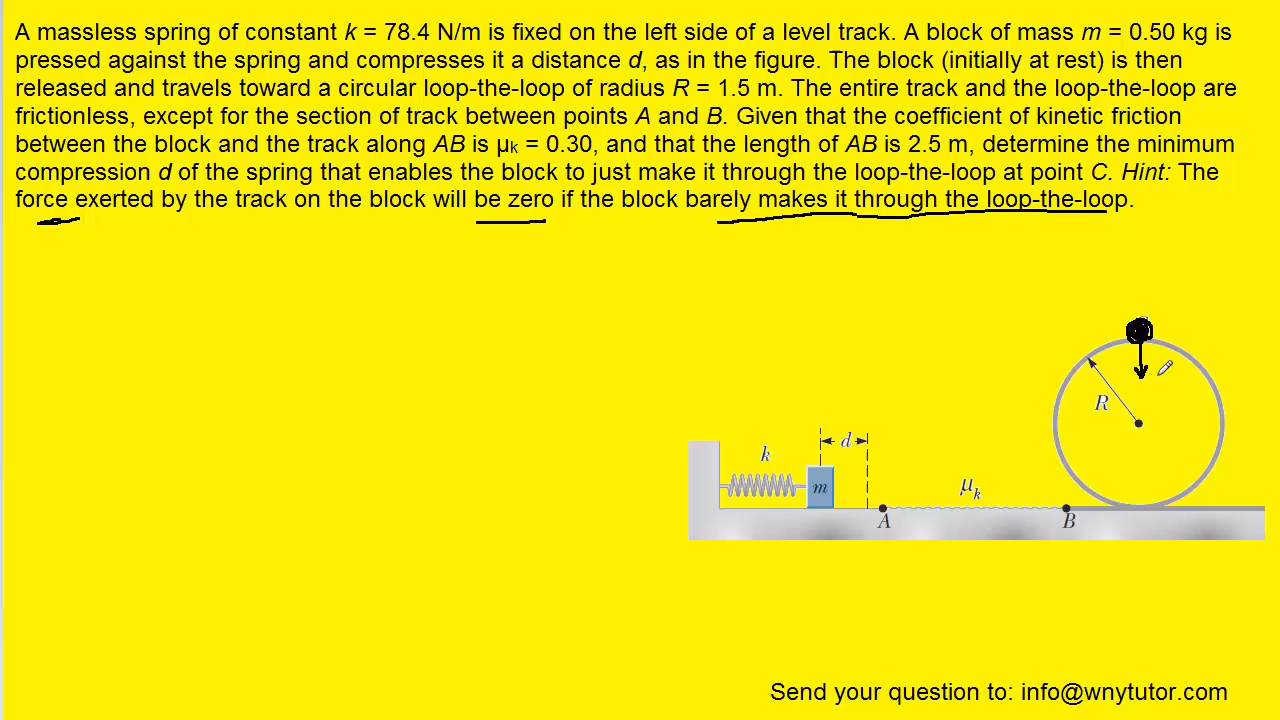 A massless spring of constant k = 78.4 N/m is fixed on the left side of a level track. A block of mass m = 0.50 kg is
pressed against the spring and compresses it a distance d, as in the figure. The block (initially at rest) is then
released and travels toward a circular loop-the-loop of radius R = 1.5 m. The entire track and the loop-the-loop are
frictionless, except for the section of track between points A and B. Given that the coefficient of kinetic friction
between the block and the track along AB is µk = 0.30, and that the length of AB is 2.5 m, determine the minimum
compression d of the spring that enables the block to just make it through the loop-the-loop at point C. Hint: The
force exerted by the track on the block will be zero if the block barely makes it through the loop-the-loop.
R
d
k
m
μk
A
B
Send your question to: info@wnytutor.com